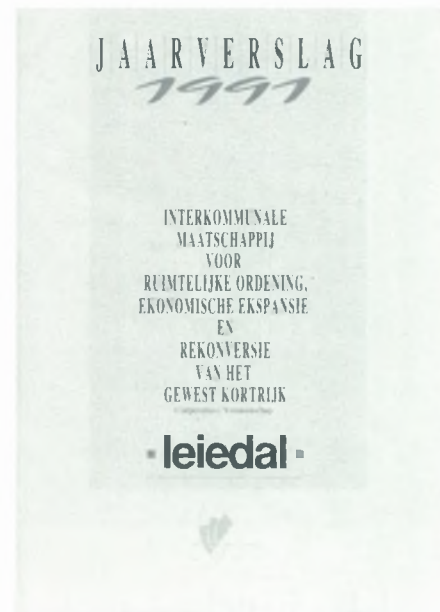 JAARVERSLAG
1991
INTERKOMMUNALE
MAATSCHAPPIJ
VOOR
RUIMTELIJKE ORDENING,
EKONOMISCHE EKSPANSIE
EN
REKONVERSIE
VAN HET
GEWEST KORTRIJK
leiedal